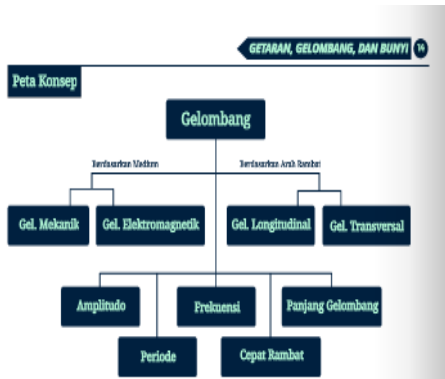 GETARAN, GELOMBANG, DAN BUNYI 14
Peta Konsep
Gelombang
Berdasarkan Medium
Berdasarkan Arah Rambat
Gel. Mekanik
Gel. Elektromagnetik
Gel. Longitudinal
Gel. Transversal
Amplitudo
Frekuensi
Panjang Gelombang
Periode
Cepat Rambat